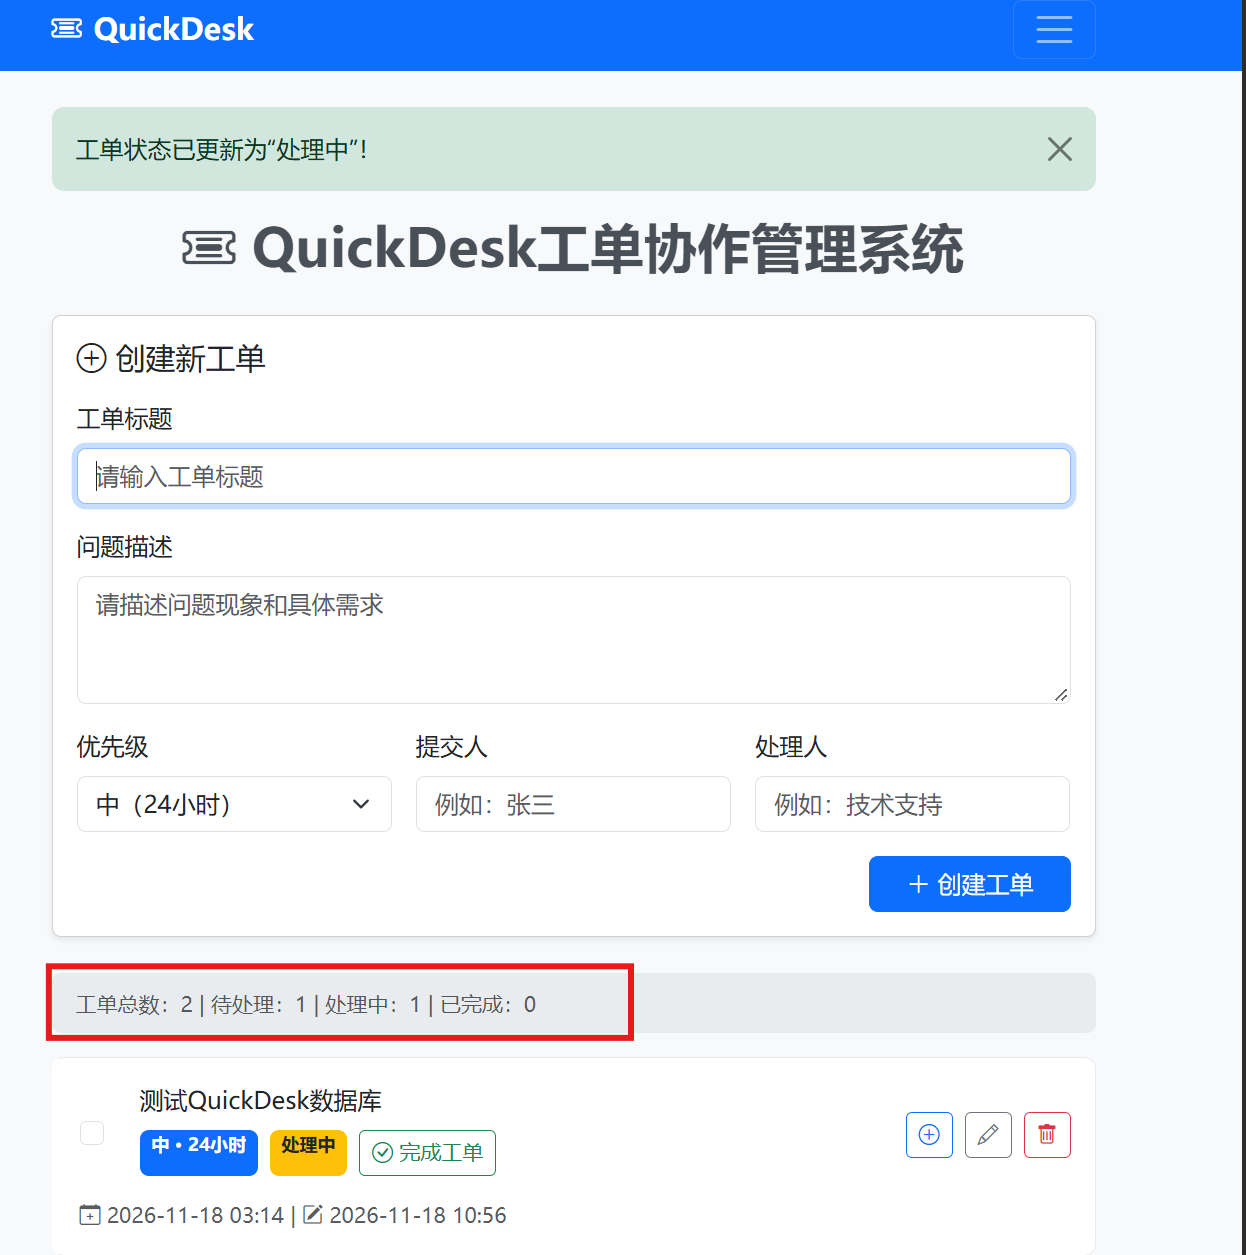 QuickDesk
工单状态已更新为“处理中”！
QuickDesk工单协作管理系统
创建新工单
工单标题
请输入工单标题
问题描述
请描述问题现象和具体需求
优先级 提交人 处理人
中（24小时） 例如：张三 例如：技术支持
创建工单
工单总数：2 | 待处理：1 | 处理中：1 | 已完成：0
测试QuickDesk数据库
中·24小时 处理中 完成工单
2026-11-18 03:14 | 2026-11-18 10:56